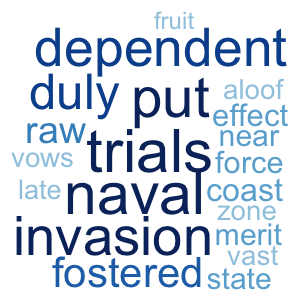 fruit
dependent
duly put aloof
effect
raw trials near
vows force
late naval coast
zone
invasion merit
vast
fostered state